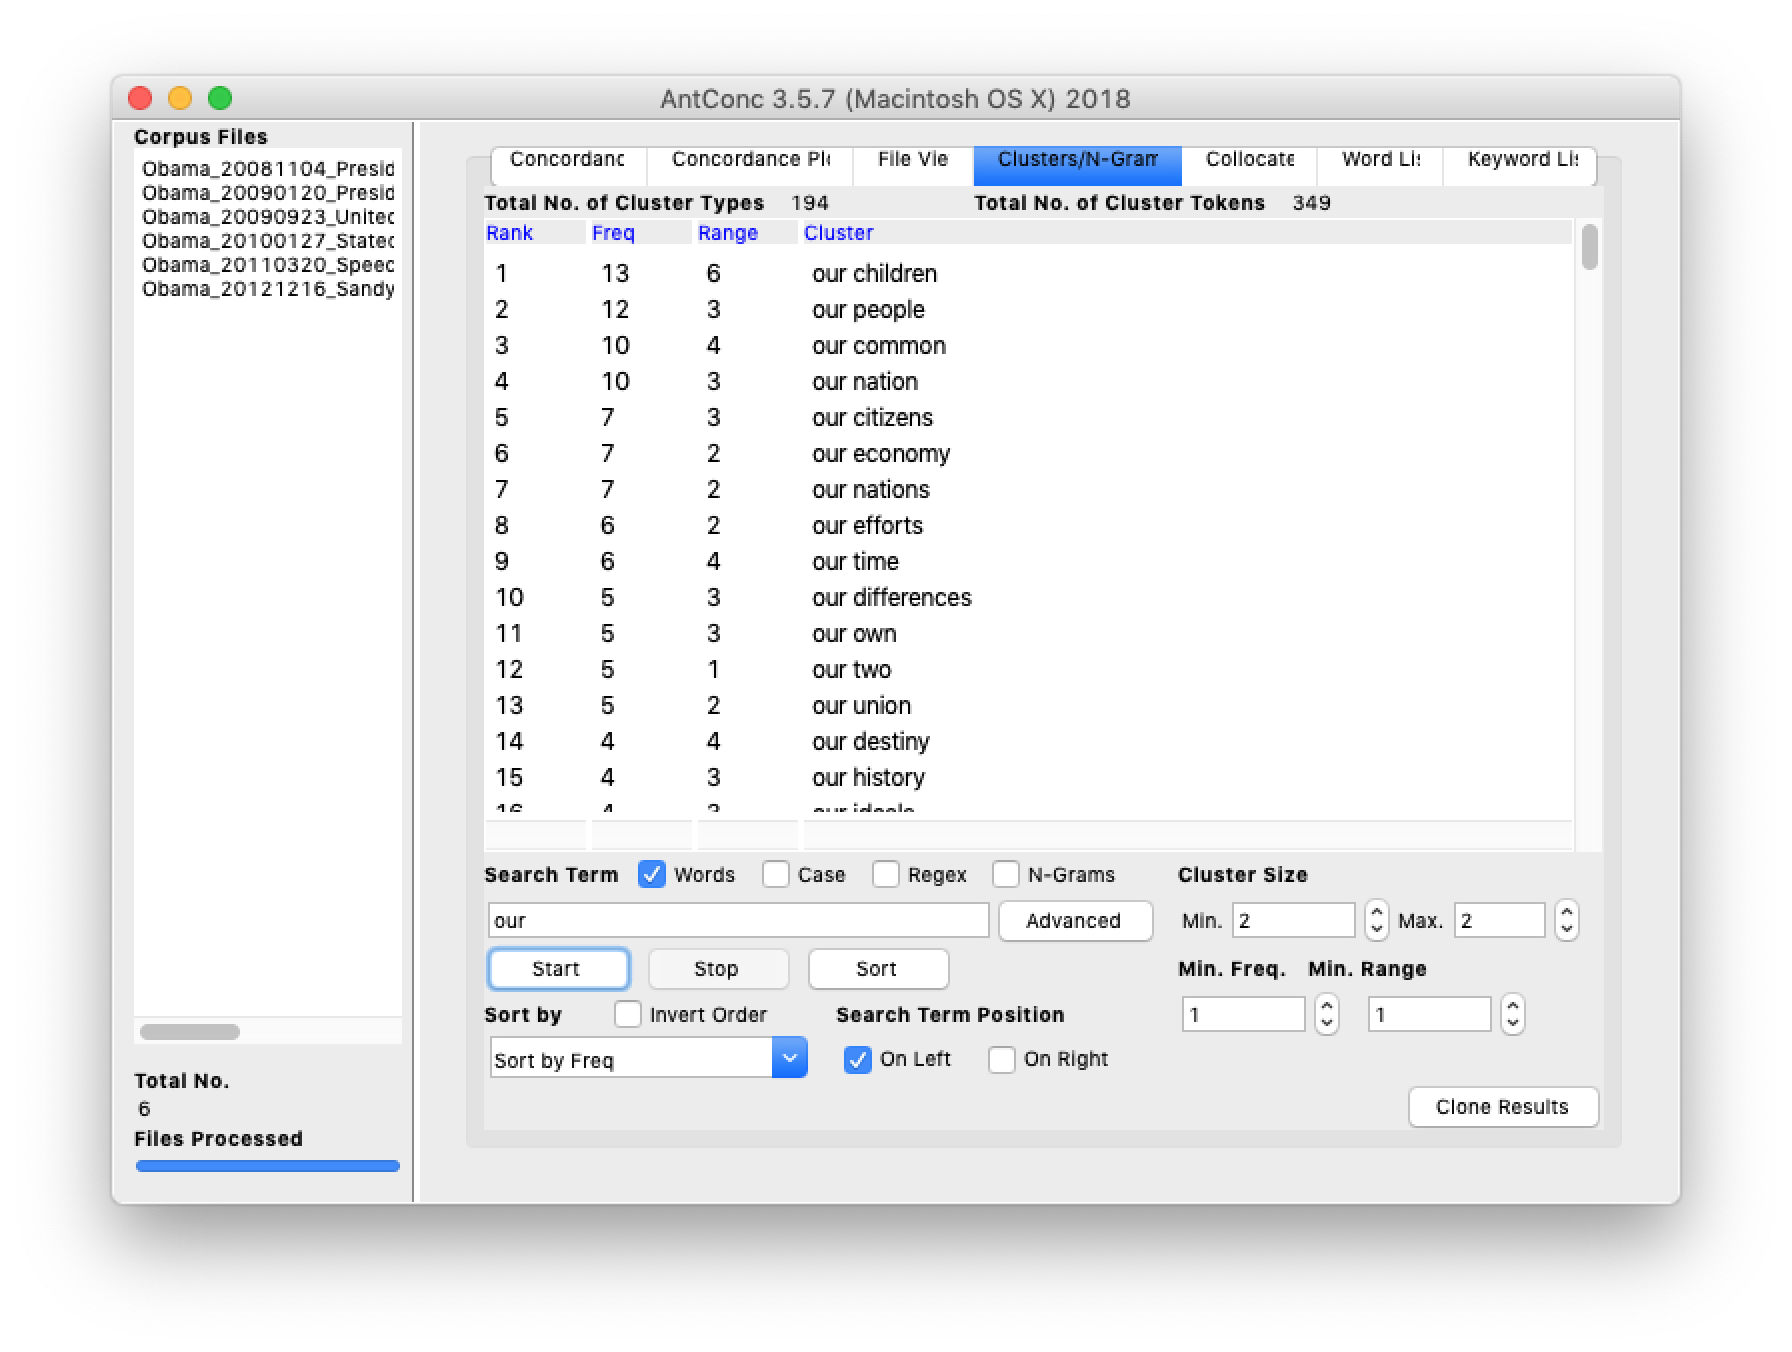 AntConc 3.5.7 (Macintosh OS X) 2018
Corpus Files
Obama_20081104_Presid
Obama_20090120_Presid
Obama_20090923_Unitec
Obama_20100127_Statec
Obama_20110320_Speec
Obama_20121216_Sandy
Total No.
6
Files Processed
Concordanc Concordance Plo File Vie Clusters/N-Gram Collocate Word Lis Keyword Lis
Total No. of Cluster Types 194 Total No. of Cluster Tokens 349
Rank Freq Range Cluster
1 13 6 our children
2 12 3 our people
3 10 4 our common
4 10 3 our nation
5 7 3 our citizens
6 7 2 our economy
7 7 2 our nations
8 6 2 our efforts
9 6 4 our time
10 5 3 our differences
11 5 3 our own
12 5 1 our two
13 5 2 our union
14 4 4 our destiny
15 4 3 our history
16 4 3 our ideals
Search Term Words Case Regex N-Grams Cluster Size
our Advanced Min. 2 Max. 2
Start Stop Sort Min. Freq. Min. Range
Sort by Invert Order Search Term Position 1 1
Sort by Freq On Left On Right
Clone Results